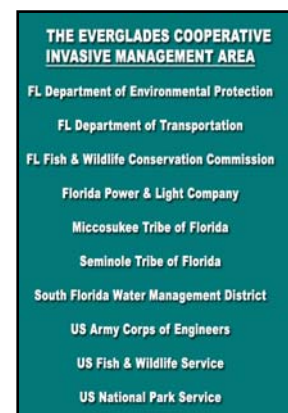 THE EVERGLADES COOPERATIVE
INVASIVE MANAGEMENT AREA
FL Department of Environmental Protection
FL Department of Transportation
FL Fish & Wildlife Conservation Commission
Florida Power & Light Company
Miccosukee Tribe of Florida
Seminole Tribe of Florida
South Florida Water Management District
US Army Corps of Engineers
US Fish & Wildlife Service
US National Park Service